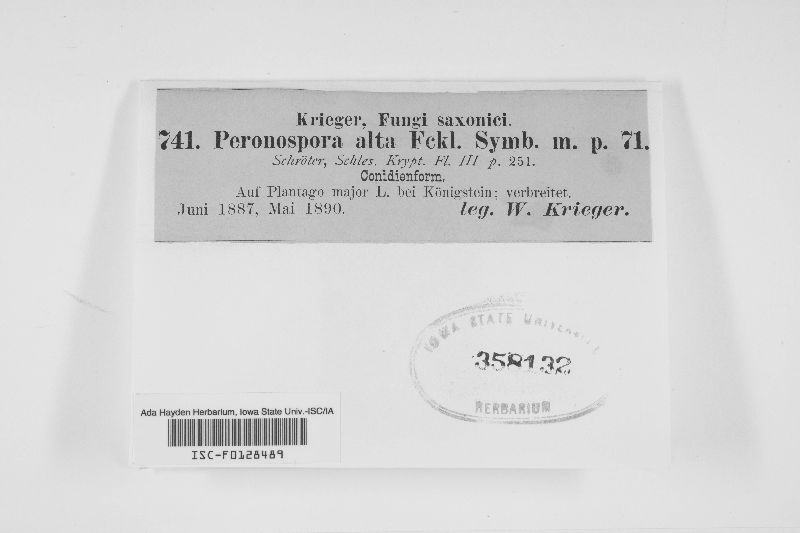 Krieger, Fungi saxonici.
741. Peronospora alta Fckl. Symb. m. p. 71.
Schröter, Schles. Krypt. Fl. III p. 251.
Conidienform.
Auf Plantago major L. bei Königstein; verbreitet.
Juni 1887, Mai 1890. leg. W. Krieger.
IOWA STATE UNIVERSITY
358132
HERBARIUM
Ada Hayden Herbarium, Iowa State Univ.-ISC/IA
ISC-F0128489